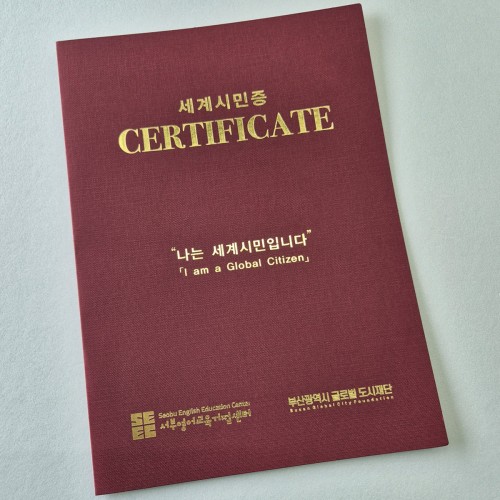 세계시민증
CERTIFICATE
“나는 세계시민입니다”
「I am a Global Citizen」
SEEC
Seobu English Education Center
서부영어교육거점센터
부산광역시 글로벌 도시재단
Busan Global City Foundation